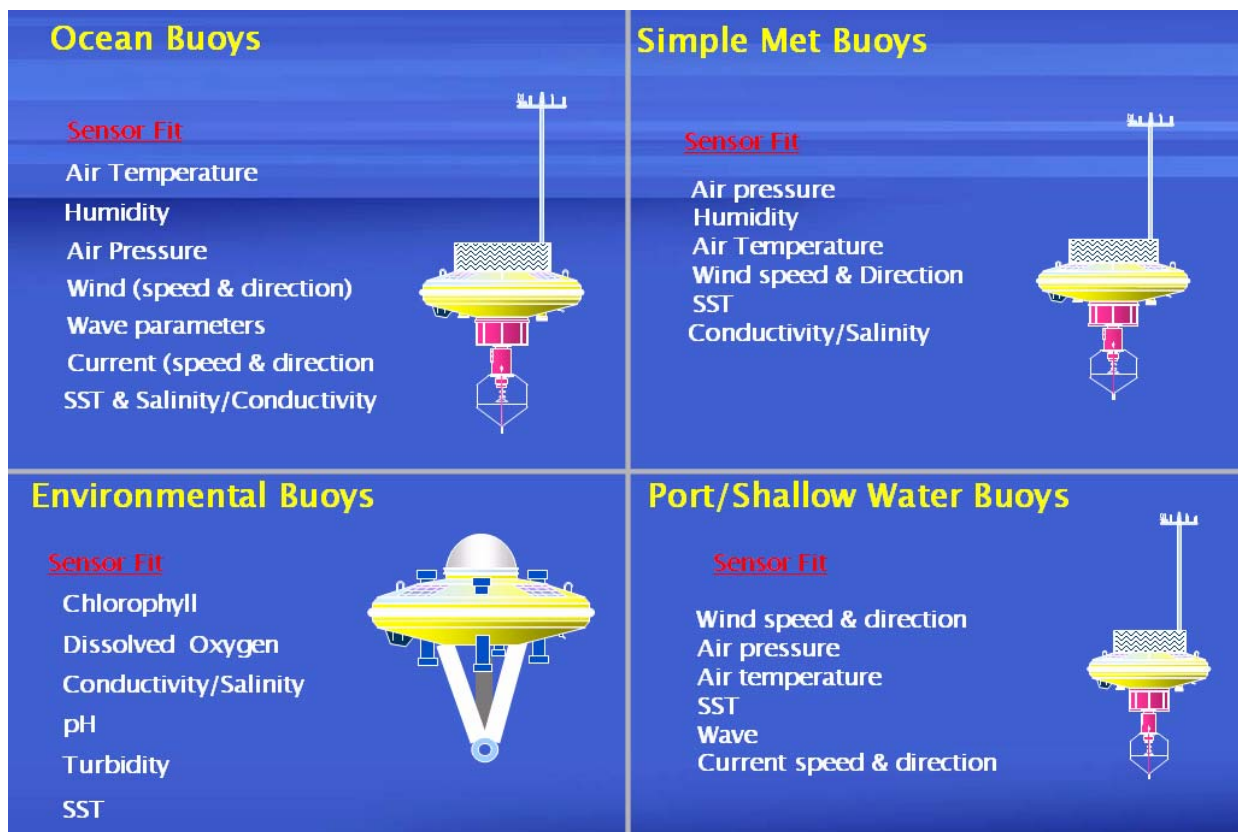 Ocean Buoys
Sensor Fit
Air Temperature
Humidity
Air Pressure
Wind (speed & direction)
Wave parameters
Current (speed & direction
SST & Salinity/Conductivity
Simple Met Buoys
Sensor Fit
Air pressure
Humidity
Air Temperature
Wind speed & Direction
SST
Conductivity/Salinity
Environmental Buoys
Sensor Fit
Chlorophyll
Dissolved Oxygen
Conductivity/Salinity
pH
Turbidity
SST
Port/Shallow Water Buoys
Sensor Fit
Wind speed & direction
Air pressure
Air temperature
SST
Wave
Current speed & direction